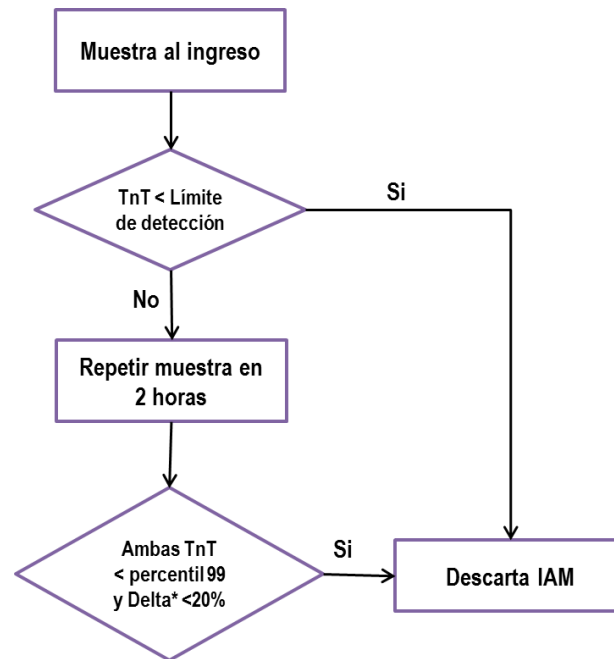 Muestra al ingreso
TnT < Límite
de detección
Si
No
Repetir muestra en
2 horas
Ambas TnT
< percentil 99
y Delta* <20%
Si
Descarta IAM